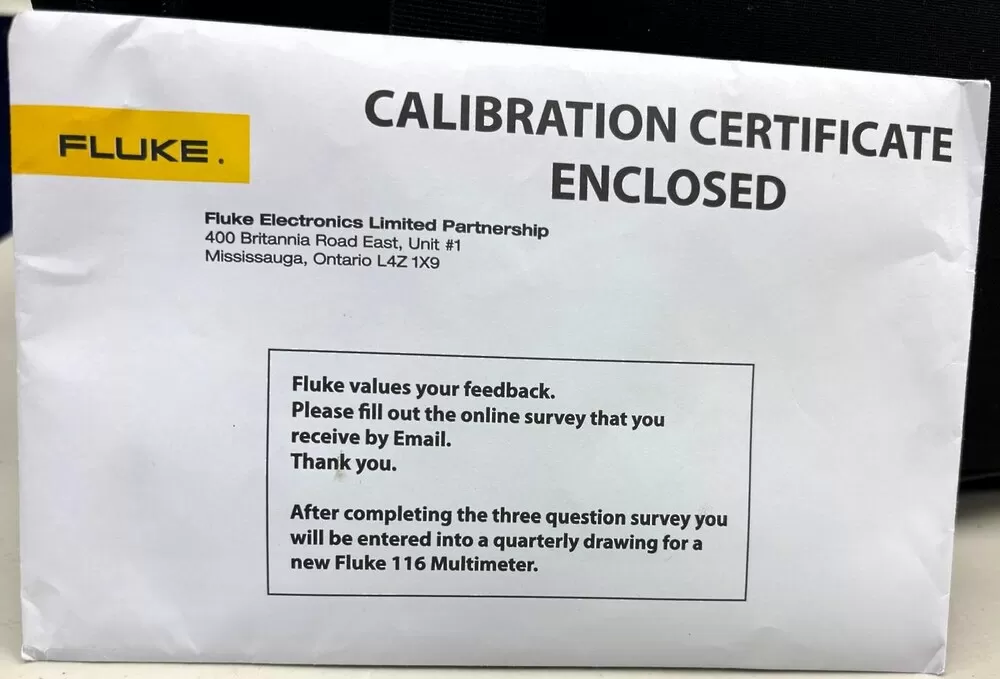 FLUKE.
CALIBRATION CERTIFICATE
ENCLOSED
Fluke Electronics Limited Partnership
400 Britannia Road East, Unit #1
Mississauga, Ontario L4Z 1X9
Fluke values your feedback.
Please fill out the online survey that you
receive by Email.
Thank you.
After completing the three question survey you
will be entered into a quarterly drawing for a
new Fluke 116 Multimeter.